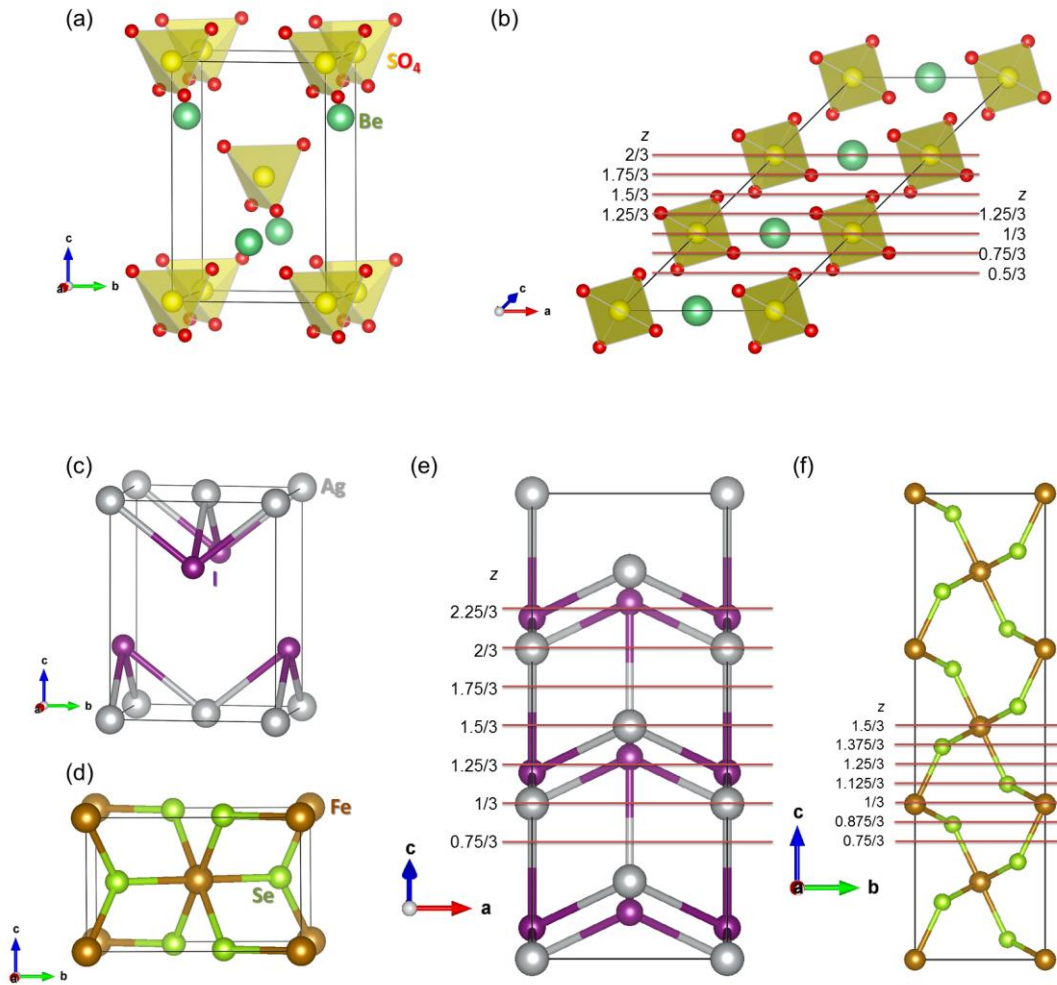 (a)
SO4
Be
c
a
b
(b)
z
2/3
1.75/3
1.5/3
1.25/3
z
1.25/3
1/3
0.75/3
0.5/3
c
a
(c)
Ag
I
c
a
b
(d)
Fe
Se
c
a
b
(e)
z
2.25/3
2/3
1.75/3
1.5/3
1.25/3
1/3
0.75/3
c
a
(f)
z
1.5/3
1.375/3
1.25/3
1.125/3
1/3
0.875/3
0.75/3
c
a
b